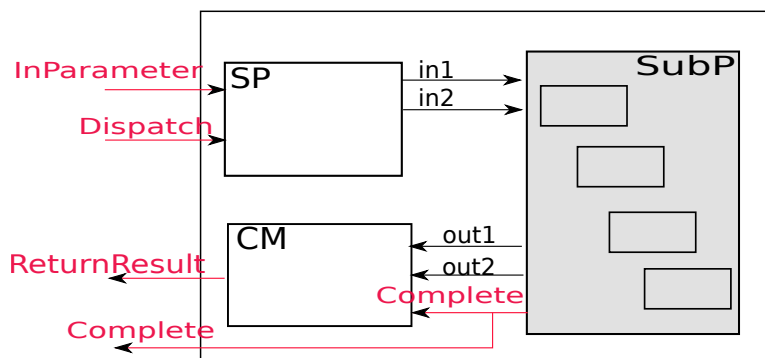 InParameter
SP
in1
SubP
in2
Dispatch
CM
out1
ReturnResult
out2
Complete
Complete